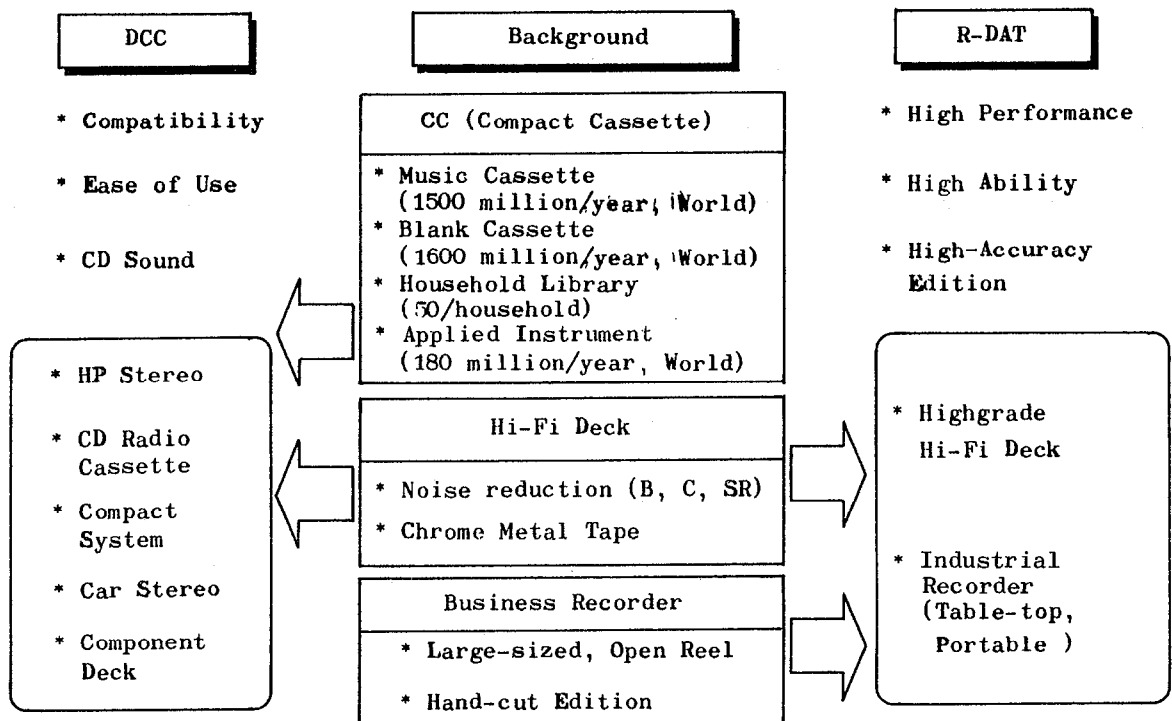 DCC
* Compatibility
* Ease of Use
* CD Sound
* HP Stereo
* CD Radio
Cassette
* Compact
System
* Car Stereo
* Component
Deck
Background
CC (Compact Cassette)
* Music Cassette
(1500 million/year, World)
* Blank Cassette
(1600 million/year, World)
* Household Library
(50/household)
* Applied Instrument
(180 million/year, World)
Hi-Fi Deck
* Noise reduction (B, C, SR)
* Chrome Metal Tape
Business Recorder
* Large-sized, Open Reel
* Hand-cut Edition
R-DAT
* High Performance
* High Ability
* High-Accuracy
Edition
* Highgrade
Hi-Fi Deck
* Industrial
Recorder
(Table-top,
Portable )